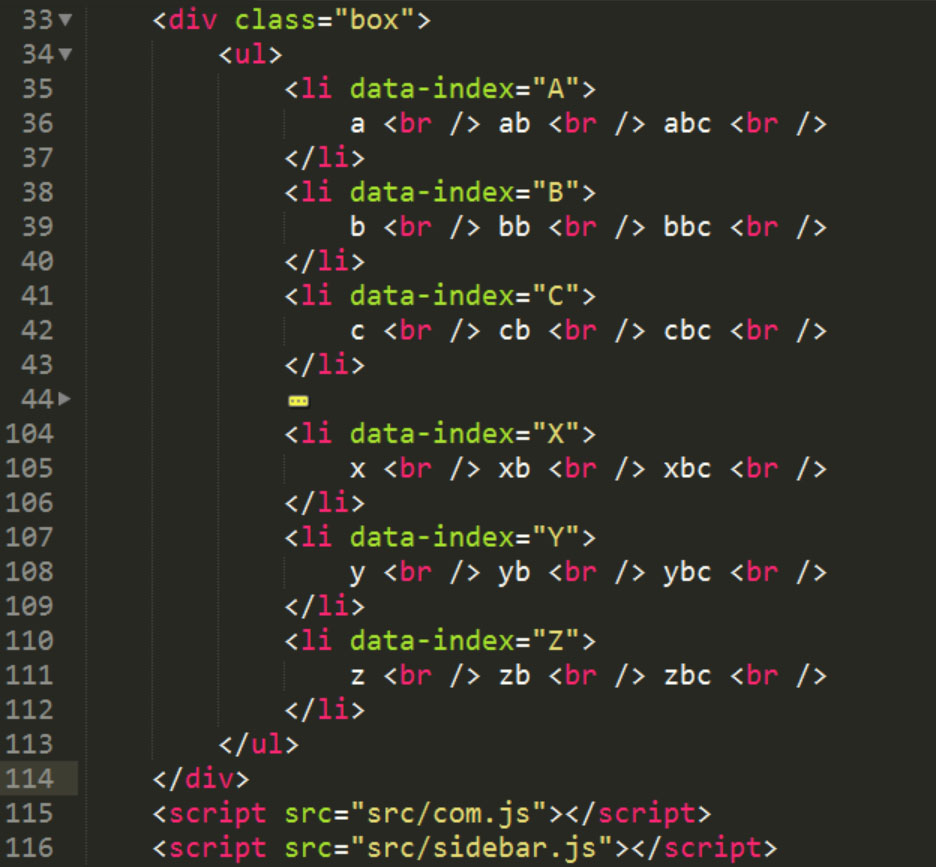 33 <div class="box">
34 <ul>
35 <li data-index="A">
36 a <br /> ab <br /> abc <br />
37 </li>
38 <li data-index="B">
39 b <br /> bb <br /> bbc <br />
40 </li>
41 <li data-index="C">
42 c <br /> cb <br /> cbc <br />
43 </li>
44
104 <li data-index="X">
105 x <br /> xb <br /> xbc <br />
106 </li>
107 <li data-index="Y">
108 y <br /> yb <br /> ybc <br />
109 </li>
110 <li data-index="Z">
111 z <br /> zb <br /> zbc <br />
112 </li>
113 </ul>
114 </div>
115 <script src="src/com.js"></script>
116 <script src="src/sidebar.js"></script>